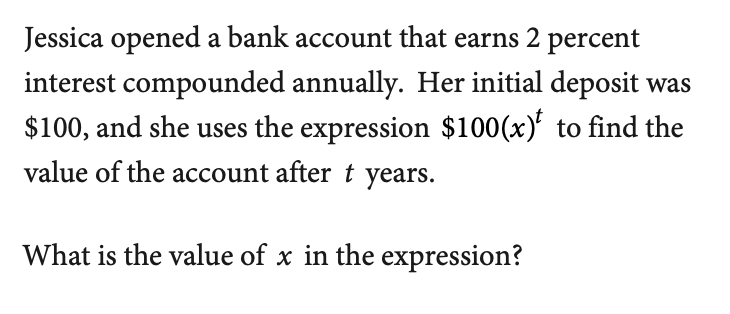 Jessica opened a bank account that earns 2 percent
interest compounded annually. Her initial deposit was
$100, and she uses the expression $100(x)^t to find the
value of the account after t years.
What is the value of x in the expression?